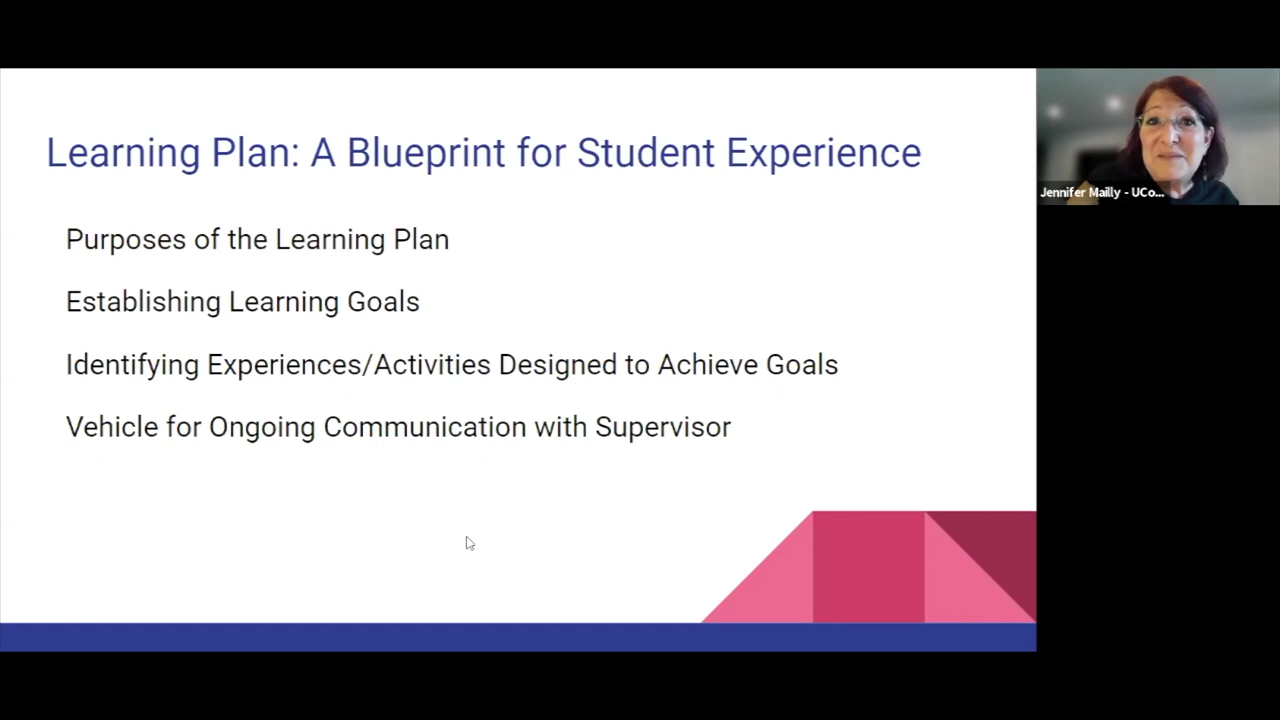 Learning Plan: A Blueprint for Student Experience
Purposes of the Learning Plan
Establishing Learning Goals
Identifying Experiences/Activities Designed to Achieve Goals
Vehicle for Ongoing Communication with Supervisor
Jennifer Mailly - UCo...